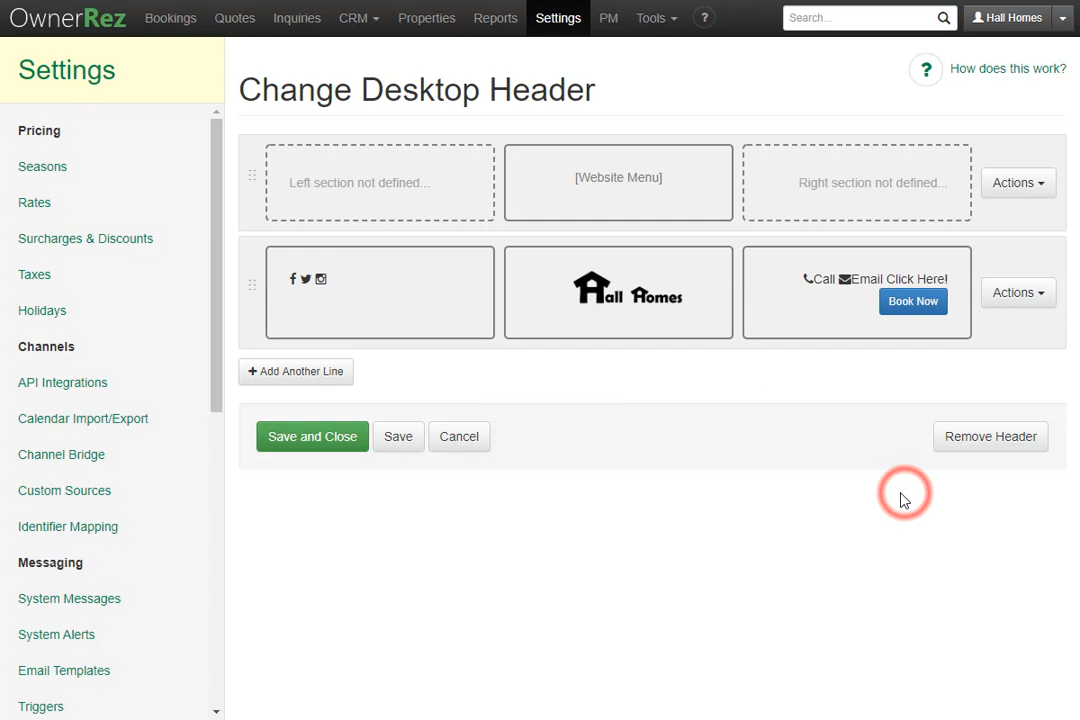 OwnerRez Bookings Quotes Inquiries CRM Properties Reports Settings PM Tools ? Search... Hall Homes
Settings
Pricing
Seasons
Rates
Surcharges & Discounts
Taxes
Holidays
Channels
API Integrations
Calendar Import/Export
Channel Bridge
Custom Sources
Identifier Mapping
Messaging
System Messages
System Alerts
Email Templates
Triggers
? How does this work?
Change Desktop Header
Left section not defined... [Website Menu] Right section not defined... Actions
Hall Homes Call Email Click Here! Actions
Book Now
+ Add Another Line
Save and Close Save Cancel Remove Header